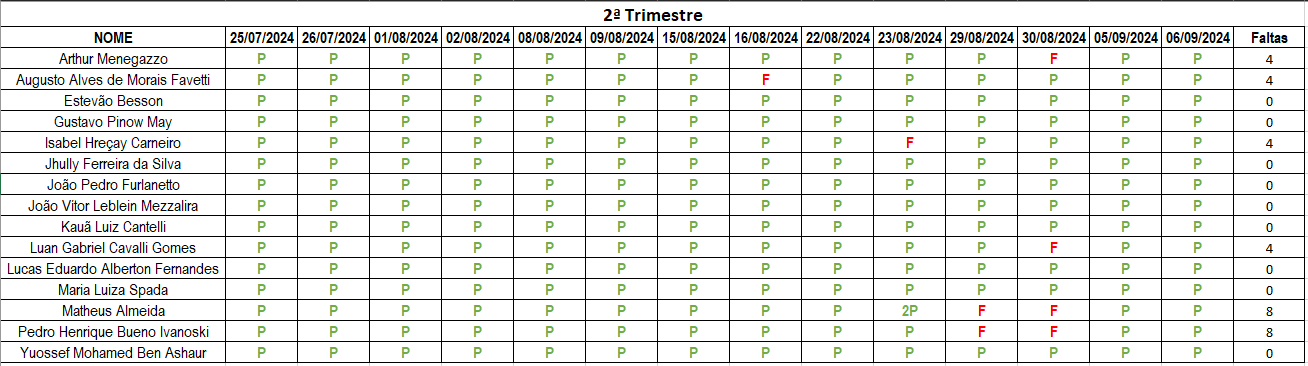 2ª Trimestre
NOME 25/07/2024 26/07/2024 01/08/2024 02/08/2024 08/08/2024 09/08/2024 15/08/2024 16/08/2024 22/08/2024 23/08/2024 29/08/2024 30/08/2024 05/09/2024 06/09/2024 Faltas
Arthur Menegazzo P P P P P P P P P P P F P P 4
Augusto Alves de Morais Favetti P P P P P P P F P P P P P P 4
Estevão Besson P P P P P P P P P P P P P P 0
Gustavo Pinow May P P P P P P P P P P P P P P 0
Isabel Hreçay Carneiro P P P P P P P P P F P P P P 4
Jhully Ferreira da Silva P P P P P P P P P P P P P P 0
João Pedro Furlanetto P P P P P P P P P P P P P P 0
João Vitor Leblein Mezzalira P P P P P P P P P P P P P P 0
Kauã Luiz Cantelli P P P P P P P P P P P P P P 0
Luan Gabriel Cavalli Gomes P P P P P P P P P P P F P P 4
Lucas Eduardo Alberton Fernandes P P P P P P P P P P P P P P 0
Maria Luiza Spada P P P P P P P P P P P P P P 0
Matheus Almeida P P P P P P P P P 2P F F P P 8
Pedro Henrique Bueno Ivanoski P P P P P P P P P P F F P P 8
Yuossef Mohamed Ben Ashaur P P P P P P P P P P P P P P 0